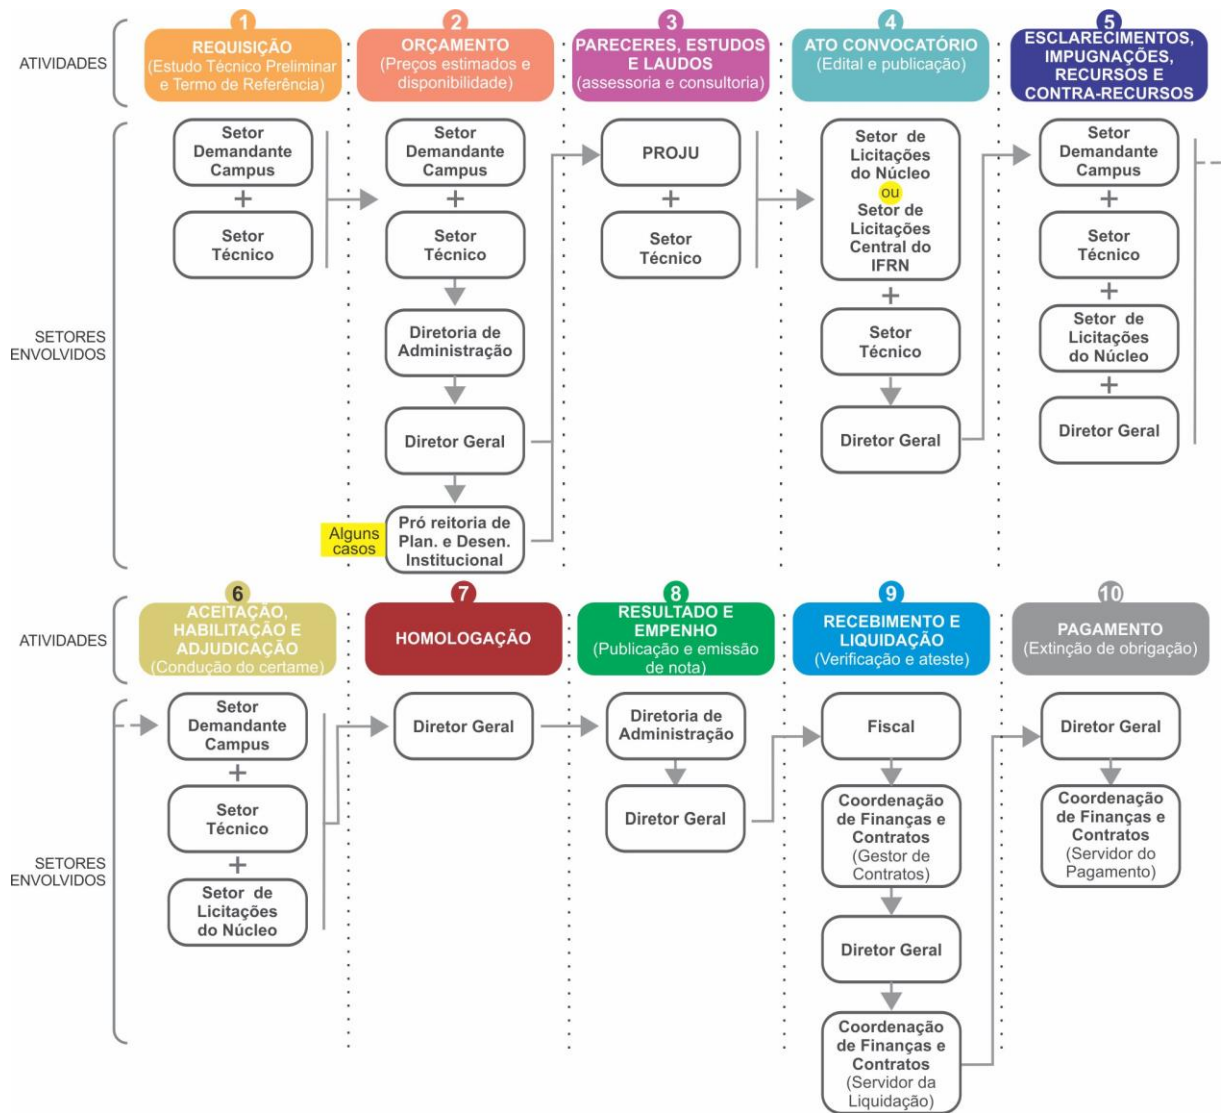 ATIVIDADES
1
REQUISIÇÃO
(Estudo Técnico Preliminar
e Termo de Referência)
2
ORÇAMENTO
(Preços estimados e
disponibilidade)
3
PARECERES, ESTUDOS
E LAUDOS
(assessoria e consultoria)
4
ATO CONVOCATÓRIO
(Edital e publicação)
5
ESCLARECIMENTOS,
IMPUGNAÇÕES,
RECURSOS E
CONTRA-RECURSOS
SETORES
ENVOLVIDOS
Setor
Demandante
Campus
+
Setor
Técnico
Setor
Demandante
Campus
+
Setor
Técnico
Diretoria de
Administração
Diretor Geral
Alguns
casos
Pró reitoria de
Plan. e Desen.
Institucional
PROJU
+
Setor
Técnico
Setor de
Licitações
do Núcleo
ou
Setor de
Licitações
Central do
IFRN
+
Setor
Técnico
Diretor Geral
Setor
Demandante
Campus
+
Setor
Técnico
+
Setor de
Licitações
do Núcleo
+
Diretor Geral
ATIVIDADES
6
ACEITAÇÃO,
HABILITAÇÃO E
ADJUDICAÇÃO
(Condução do certame)
7
HOMOLOGAÇÃO
8
RESULTADO E
EMPENHO
(Publicação e emissão
de nota)
9
RECEBIMENTO E
LIQUIDAÇÃO
(Verificação e ateste)
10
PAGAMENTO
(Extinção de obrigação)
SETORES
ENVOLVIDOS
Setor
Demandante
Campus
+
Setor
Técnico
+
Setor de
Licitações
do Núcleo
Diretor Geral
Diretoria de
Administração
Diretor Geral
Fiscal
Coordenação
de Finanças e
Contratos
(Gestor de
Contratos)
Diretor Geral
Coordenação
de Finanças e
Contratos
(Servidor da
Liquidação)
Diretor Geral
Coordenação
de Finanças e
Contratos
(Servidor do
Pagamento)